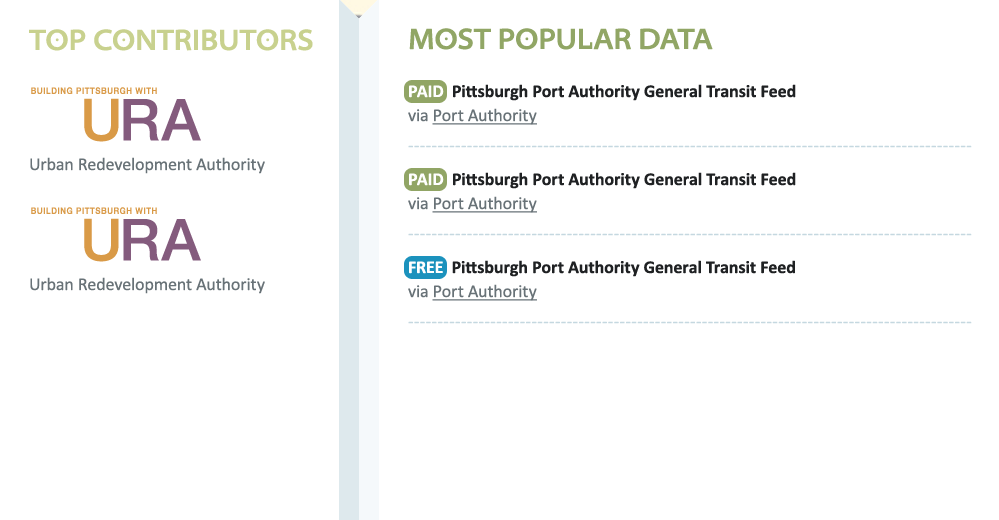 TOP CONTRIBUTORS
BUILDING PITTSBURGH WITH
URA
Urban Redevelopment Authority
BUILDING PITTSBURGH WITH
URA
Urban Redevelopment Authority
MOST POPULAR DATA
PAID Pittsburgh Port Authority General Transit Feed
via Port Authority
PAID Pittsburgh Port Authority General Transit Feed
via Port Authority
FREE Pittsburgh Port Authority General Transit Feed
via Port Authority